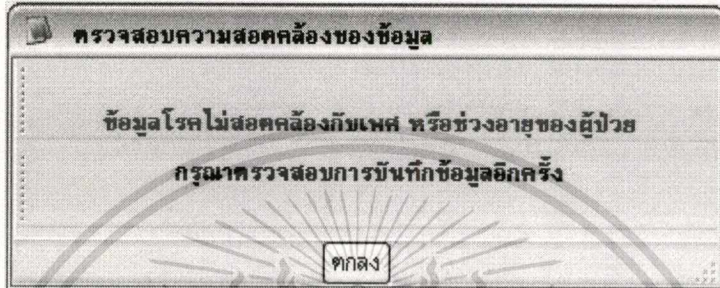 ตรวจสอบความสอดคล้องของข้อมูล
ข้อมูลโรคไม่สอดคล้องกับเพศ หรือช่วงอายุของผู้ป่วย
กรุณาตรวจสอบการบันทึกข้อมูลอีกครั้ง
ตกลง